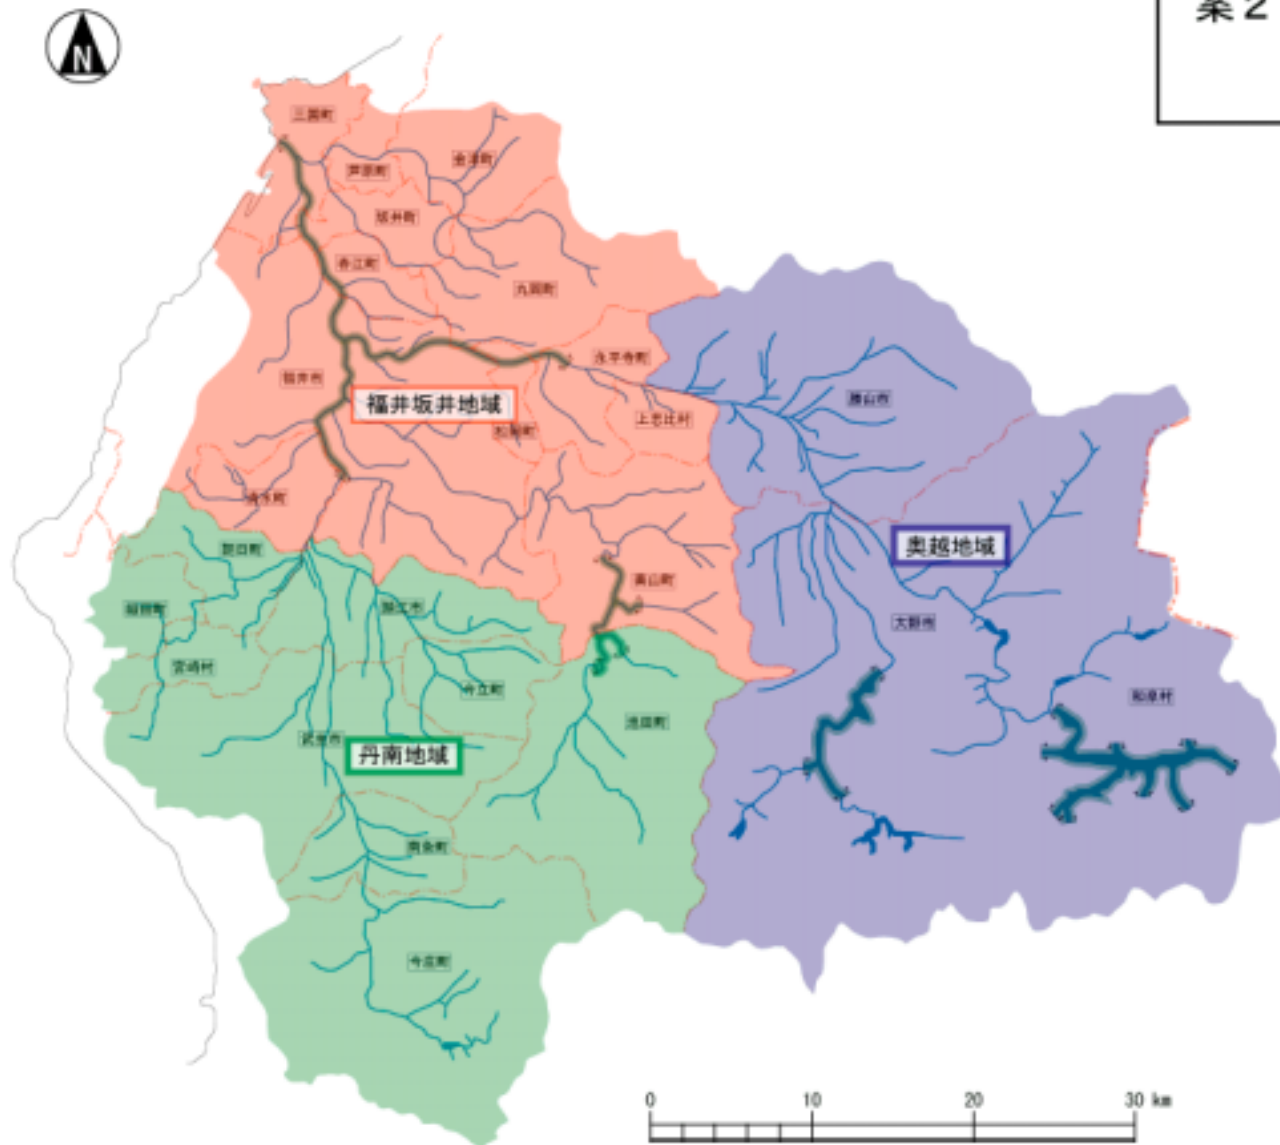 案2
N
三国町
芦原町
金津町
坂井町
春江町
丸岡町
永平寺町
福井市
福井坂井地域
松岡町
上志比村
勝山市
清水町
奥越地域
朝日町
美山町
鯖江市
大野市
宮崎村
今立町
和泉村
池田町
武生市
丹南地域
南条町
今庄町
0 10 20 30 km